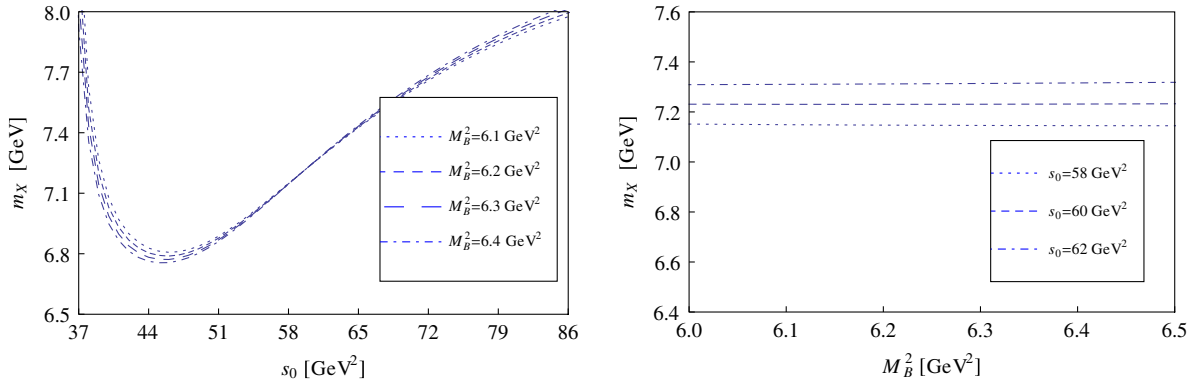 8.0
7.7
7.4
7.1
6.8
6.5
m_X [GeV]
37 44 51 58 65 72 79 86
s_0 [GeV^2]
M_B^2=6.1 GeV^2
M_B^2=6.2 GeV^2
M_B^2=6.3 GeV^2
M_B^2=6.4 GeV^2
7.6
7.4
7.2
7.0
6.8
6.6
6.4
m_X [GeV]
6.0 6.1 6.2 6.3 6.4 6.5
M_B^2 [GeV^2]
s_0=58 GeV^2
s_0=60 GeV^2
s_0=62 GeV^2